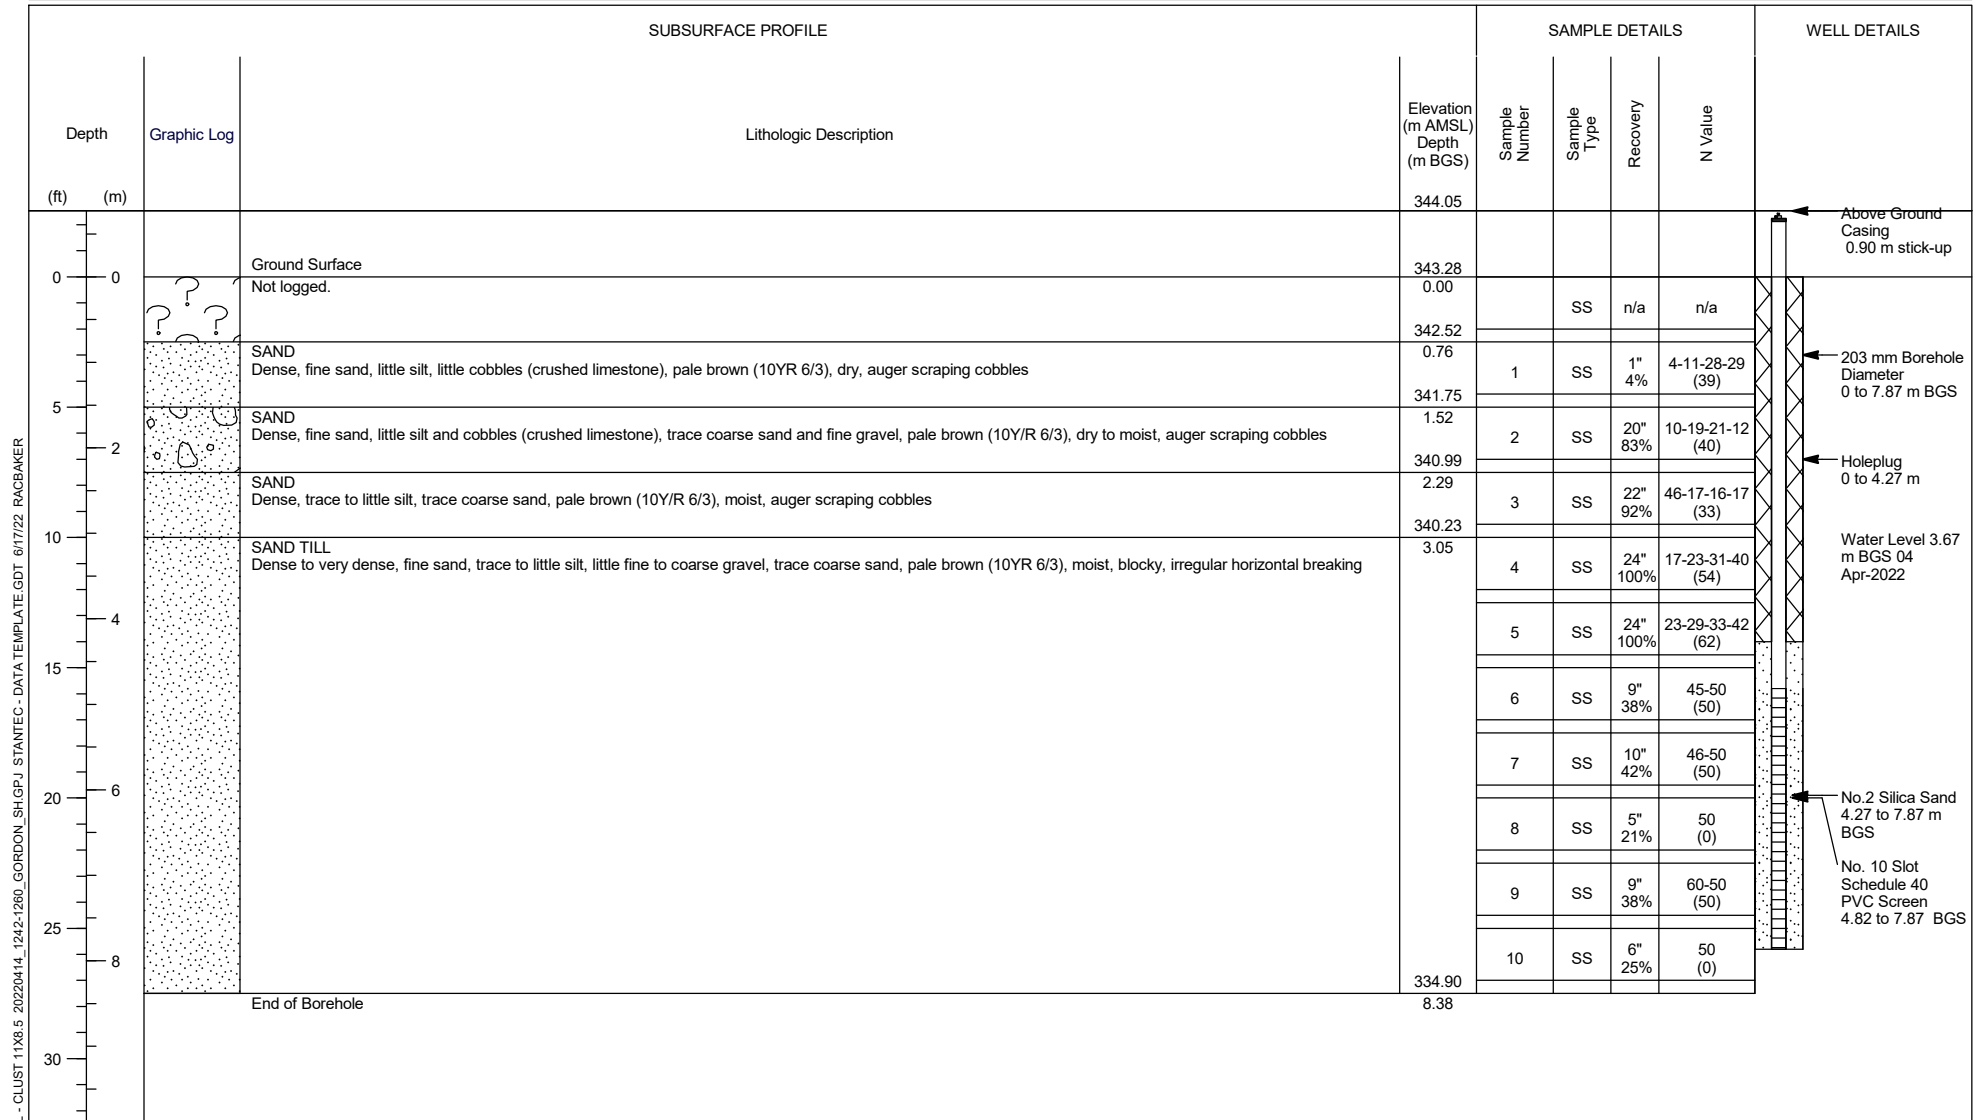 SUBSURFACE PROFILE
SAMPLE DETAILS
WELL DETAILS
Depth
(ft)
(m)
Graphic Log
Lithologic Description
Elevation
(m AMSL)
Depth
(m BGS)
344.05
Sample
Number
Sample
Type
Recovery
N Value
Above Ground
Casing
0.90 m stick-up
Ground Surface
343.28
0
0
Not logged.
0.00
342.52
SS
n/a
n/a
SAND
Dense, fine sand, little silt, little cobbles (crushed limestone), pale brown (10YR 6/3), dry, auger scraping cobbles
0.76
341.75
1
SS
1"
4%
4-11-28-29
(39)
203 mm Borehole
Diameter
0 to 7.87 m BGS
5
SAND
Dense, fine sand, little silt and cobbles (crushed limestone), trace coarse sand and fine gravel, pale brown (10Y/R 6/3), dry to moist, auger scraping cobbles
1.52
340.99
2
2
SS
20"
83%
10-19-21-12
(40)
Holeplug
0 to 4.27 m
SAND
Dense, trace to little silt, trace coarse sand, pale brown (10Y/R 6/3), moist, auger scraping cobbles
2.29
340.23
3
SS
22"
92%
46-17-16-17
(33)
10
SAND TILL
Dense to very dense, fine sand, trace to little silt, little fine to coarse gravel, trace coarse sand, pale brown (10YR 6/3), moist, blocky, irregular horizontal breaking
3.05
4
SS
24"
100%
17-23-31-40
(54)
Water Level 3.67
m BGS 04
Apr-2022
4
5
SS
24"
100%
23-29-33-42
(62)
15
6
SS
9"
38%
45-50
(50)
7
SS
10"
42%
46-50
(50)
20
6
8
SS
5"
21%
50
(0)
No.2 Silica Sand
4.27 to 7.87 m
BGS
9
SS
9"
38%
60-50
(50)
No. 10 Slot
Schedule 40
PVC Screen
4.82 to 7.87 BGS
25
8
10
SS
6"
25%
50
(0)
334.90
End of Borehole
8.38
30
- CLUST 11X8.5 20220414_1242-1260_GORDON_SH.GPJ STANTEC - DATA TEMPLATE.GDT 6/17/22 RACBAKER